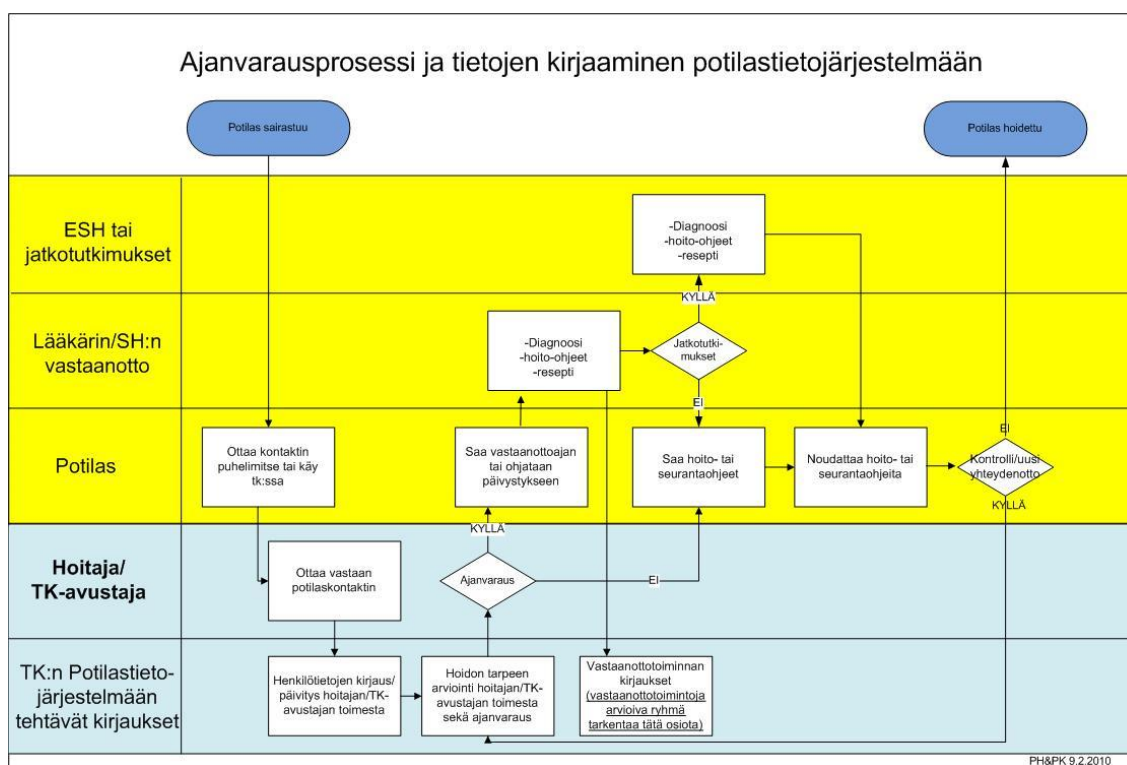 Ajanvarausprosessi ja tietojen kirjaaminen potilastietojärjestelmään
Potilas sairastuu
Potilas hoidettu
ESH tai
jatkotutkimukset
-Diagnoosi
-hoito-ohjeet
-resepti
KYLLÄ
Lääkärin/SH:n
vastaanotto
-Diagnoosi
-hoito-ohjeet
-resepti
Jatkotutki-
mukset
EI
Potilas
Ottaa kontaktin
puhelimitse tai käy
tk:ssa
Saa vastaanottoajan
tai ohjataan
päivystykseen
Saa hoito- tai
seurantaohjeet
Noudattaa hoito- tai
seurantaohjeita
EI
Kontrolli/uusi
yhteydenotto
KYLLÄ
Hoitaja/
TK-avustaja
Ottaa vastaan
potilaskontaktin
KYLLÄ
Ajanvaraus
EI
TK:n Potilastieto-
järjestelmään
tehtävät kirjaukset
Henkilötietojen kirjaus/
päivitys hoitajan/TK-
avustajan toimesta
Hoidon tarpeen
arviointi hoitajan/TK-
avustajan toimesta
sekä ajanvaraus
Vastaanottotoiminnan
kirjaukset
(vastaanottotoimintoja
arvioiva ryhmä
tarkentaa tätä osiota)
PH&PK 9.2.2010